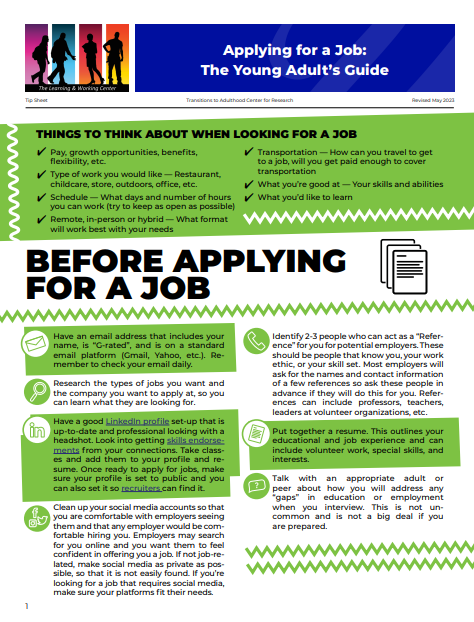 Applying for a Job:
The Young Adult's Guide
The Learning & Working Center
Tip Sheet
Transitions to Adulthood Center for Research
Revised May 2023
THINGS TO THINK ABOUT WHEN LOOKING FOR A JOB
✔ Pay, growth opportunities, benefits,
flexibility, etc.
✔ Type of work you would like — Restaurant,
childcare, store, outdoors, office, etc.
✔ Schedule — What days and number of hours
you can work (try to keep as open as possible)
✔ Remote, in-person or hybrid — What format
will work best with your needs
✔ Transportation — How can you travel to get
to a job, will you get paid enough to cover
transportation
✔ What you're good at — Your skills and abilities
✔ What you'd like to learn
BEFORE APPLYING
FOR A JOB
Have an email address that includes your
name, is "G-rated", and is on a standard
email platform (Gmail, Yahoo, etc.). Re-
member to check your email daily.
Research the types of jobs you want and
the company you want to apply at, so you
can learn what they are looking for.
Have a good LinkedIn profile set-up that is
up-to-date and professional looking with a
headshot. Look into getting skills endorse-
ments from your connections. Take class-
es and add them to your profile and re-
sume. Once ready to apply for jobs, make
sure your profile is set to public and you
can also set it so recruiters can find it.
Clean up your social media accounts so that
you are comfortable with employers seeing
them and that any employer would be com-
fortable hiring you. Employers may search
for you online and you want them to feel
confident in offering you a job. If not job-re-
lated, make social media as private as pos-
sible, so that it is not easily found. If you're
looking for a job that requires social media,
make sure your platforms fit their needs.
Identify 2-3 people who can act as a "Refer-
ence" for you for potential employers. These
should be people that know you, your work
ethic, or your skill set. Most employers will
ask for the names and contact information
of a few references so ask these people in
advance if they will do this for you. Refer-
ences can include professors, teachers,
leaders at volunteer organizations, etc.
Put together a resume. This outlines your
educational and job experience and can
include volunteer work, special skills, and
interests.
Talk with an appropriate adult or
peer about how you will address any
"gaps" in education or employment
when you interview. This is not un-
common and is not a big deal if you
are prepared.
1